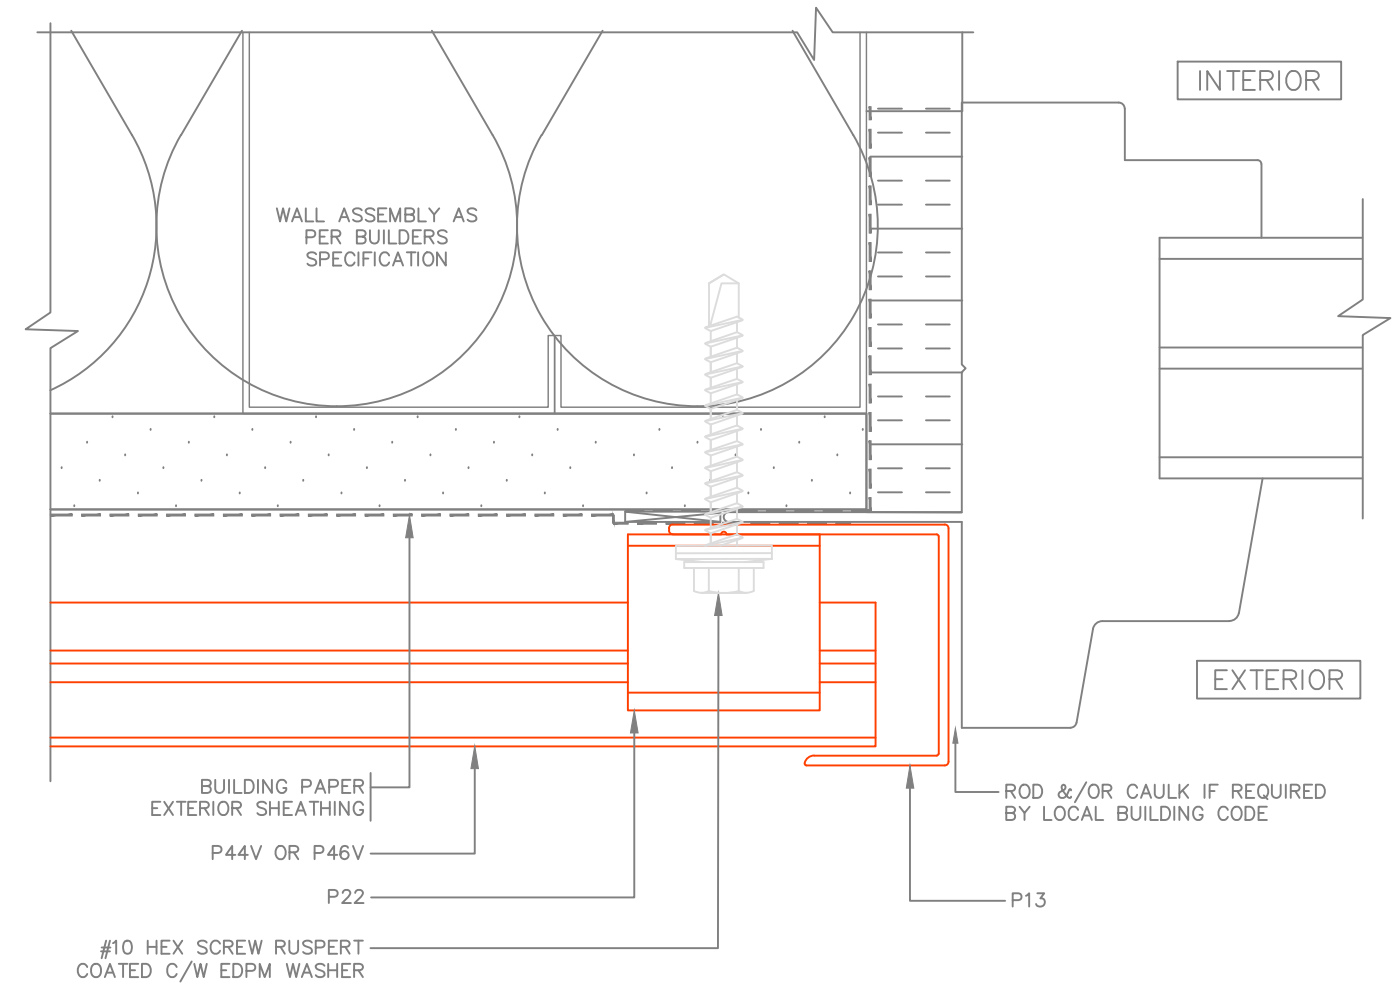 INTERIOR
WALL ASSEMBLY AS
PER BUILDERS
SPECIFICATION
EXTERIOR
BUILDING PAPER
EXTERIOR SHEATHING
ROD &/OR CAULK IF REQUIRED
BY LOCAL BUILDING CODE
P44V OR P46V
P22
P13
#10 HEX SCREW RUSPERT
COATED C/W EDPM WASHER